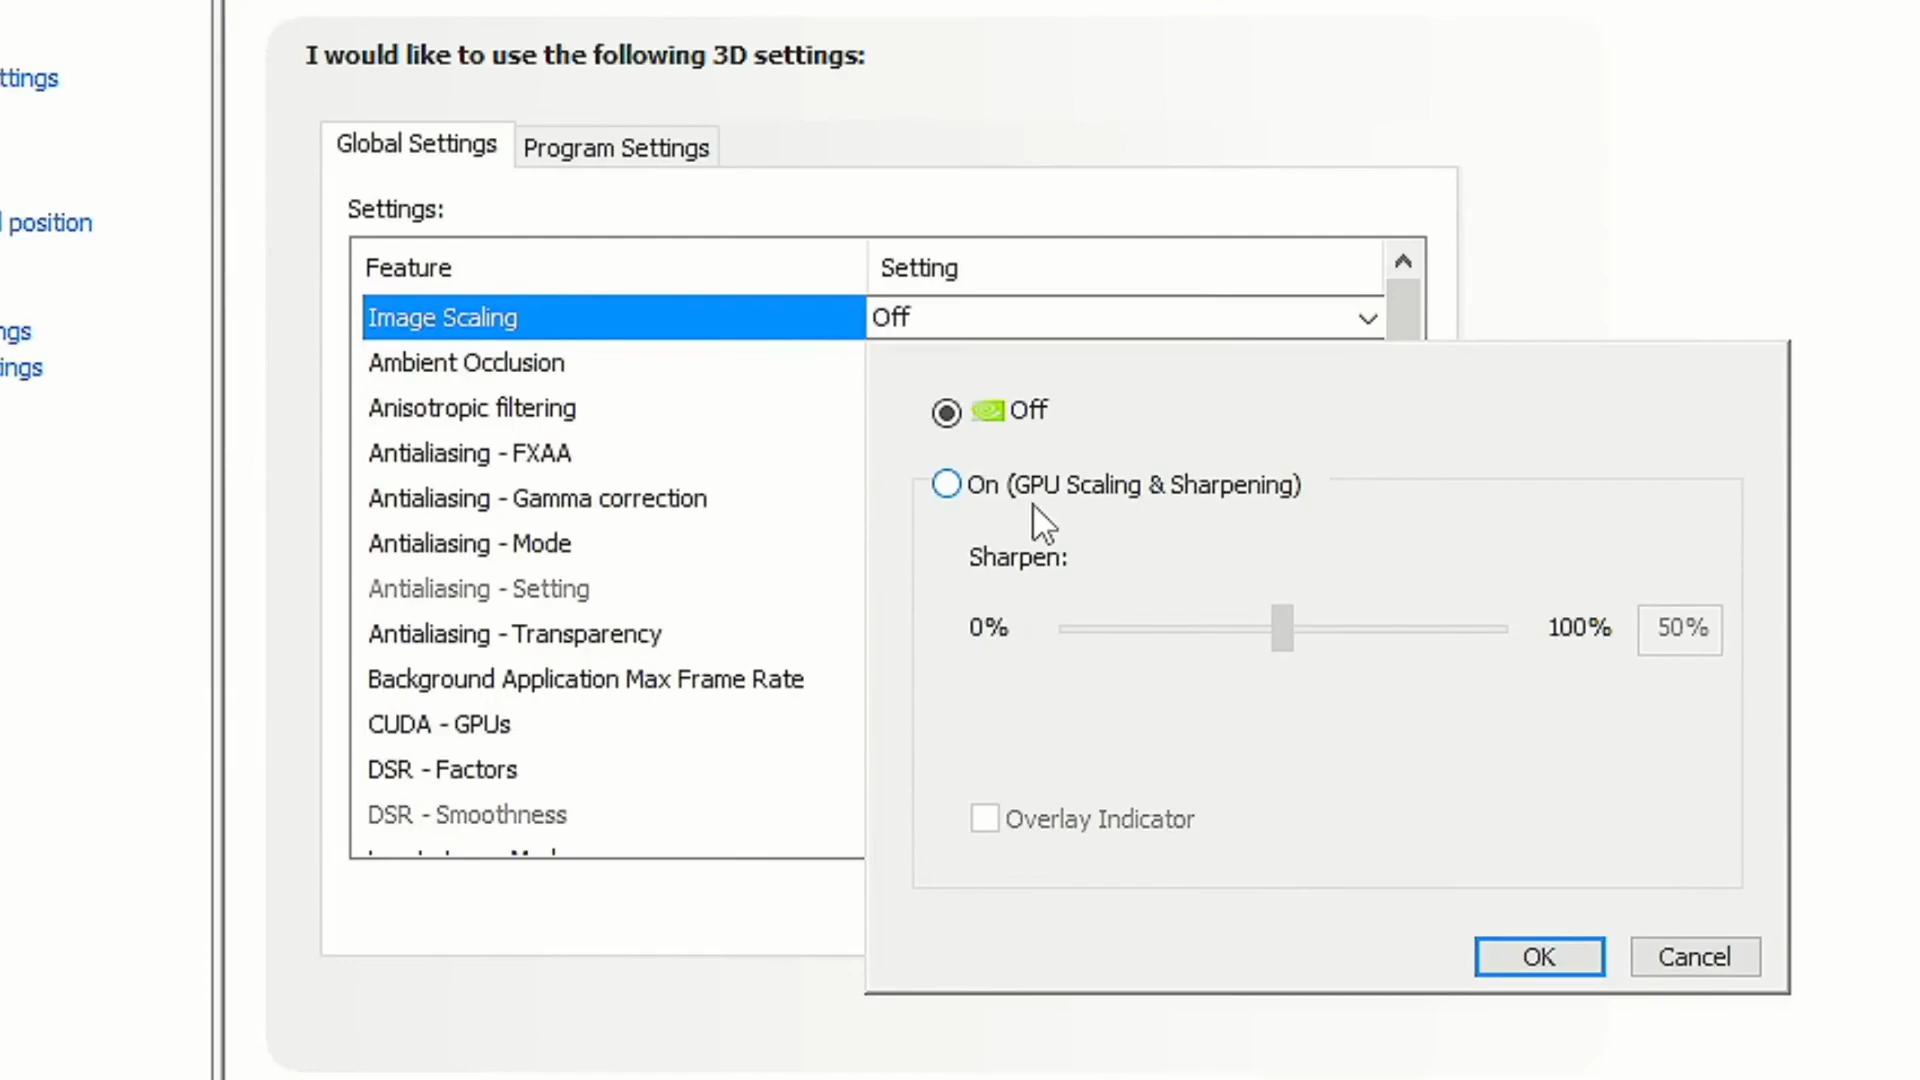 I would like to use the following 3D settings:
ttings
Global Settings
Program Settings
Settings:
position
Feature
Setting
Image Scaling
Off
ngs
Ambient Occlusion
ings
Off
Anisotropic filtering
Antialiasing - FXAA
On (GPU Scaling & Sharpening)
Antialiasing - Gamma correction
Antialiasing - Mode
Sharpen:
Antialiasing - Setting
0%
100%
50%
Antialiasing - Transparency
Background Application Max Frame Rate
CUDA - GPUs
DSR - Factors
DSR - Smoothness
Overlay Indicator
OK
Cancel